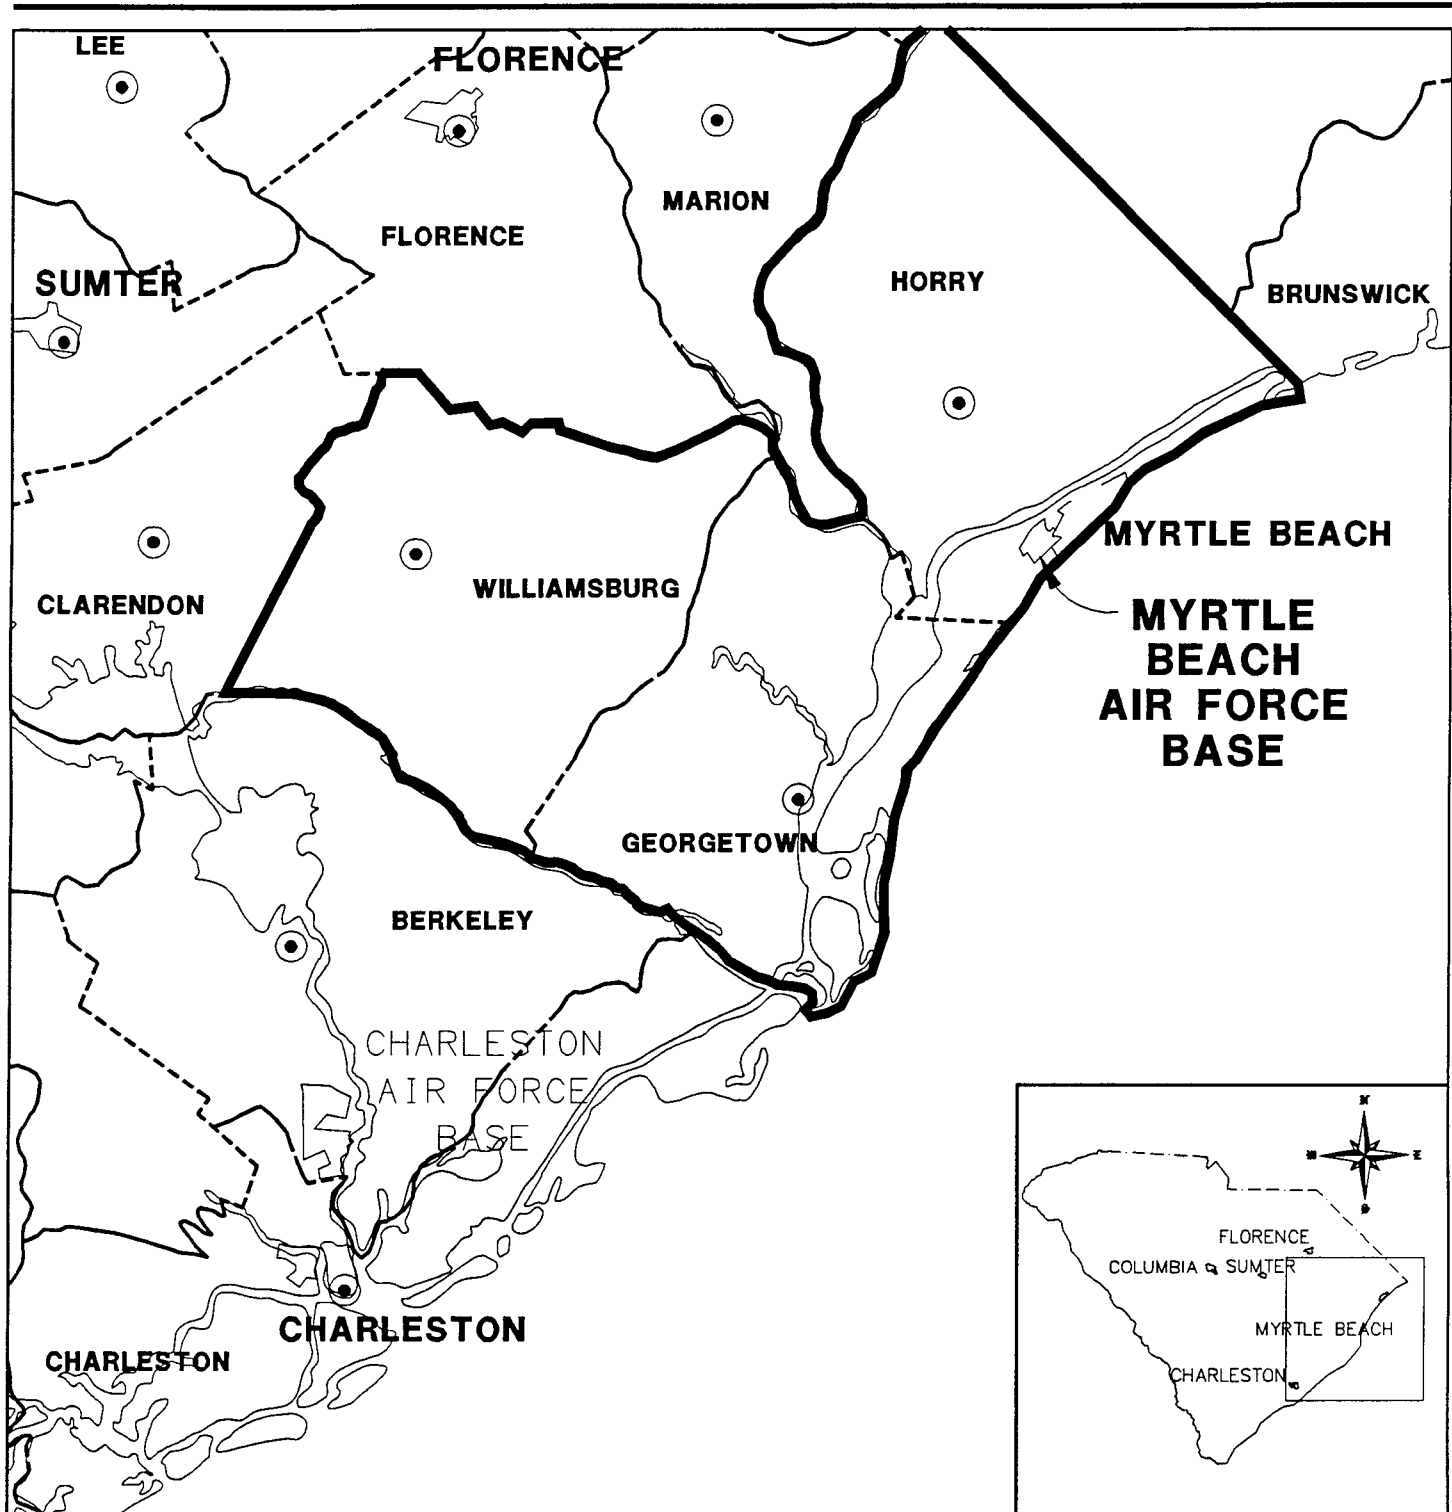 LEE
FLORENCE
MARION
FLORENCE
SUMTER
HORRY
BRUNSWICK
MYRTLE BEACH
WILLIAMSBURG
CLARENDON
MYRTLE
BEACH
AIR FORCE
BASE
GEORGETOWN
BERKELEY
CHARLESTON
AIR FORCE
BASE
CHARLESTON
CHARLESTON
N
E
FLORENCE
COLUMBIA
SUMTER
MYRTLE BEACH
CHARLESTON